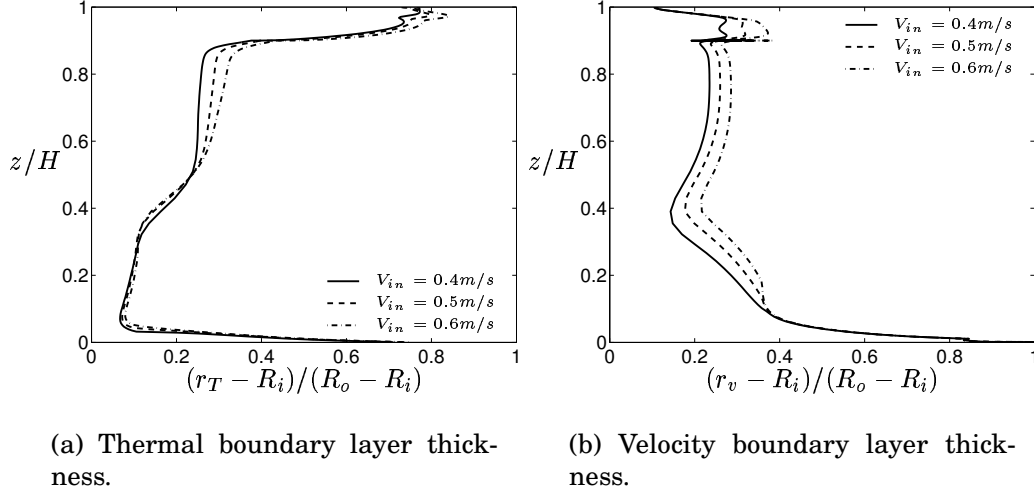 1
0.8
0.6
z/H
0.4
0.2
0
V_in = 0.4m/s
V_in = 0.5m/s
V_in = 0.6m/s
0 0.2 0.4 0.6 0.8 1
(r_T − R_i)/(R_o − R_i)
(a) Thermal boundary layer thick-
ness.
1
0.8
0.6
z/H
0.4
0.2
0
V_in = 0.4m/s
V_in = 0.5m/s
V_in = 0.6m/s
0 0.2 0.4 0.6 0.8 1
(r_v − R_i)/(R_o − R_i)
(b) Velocity boundary layer thick-
ness.